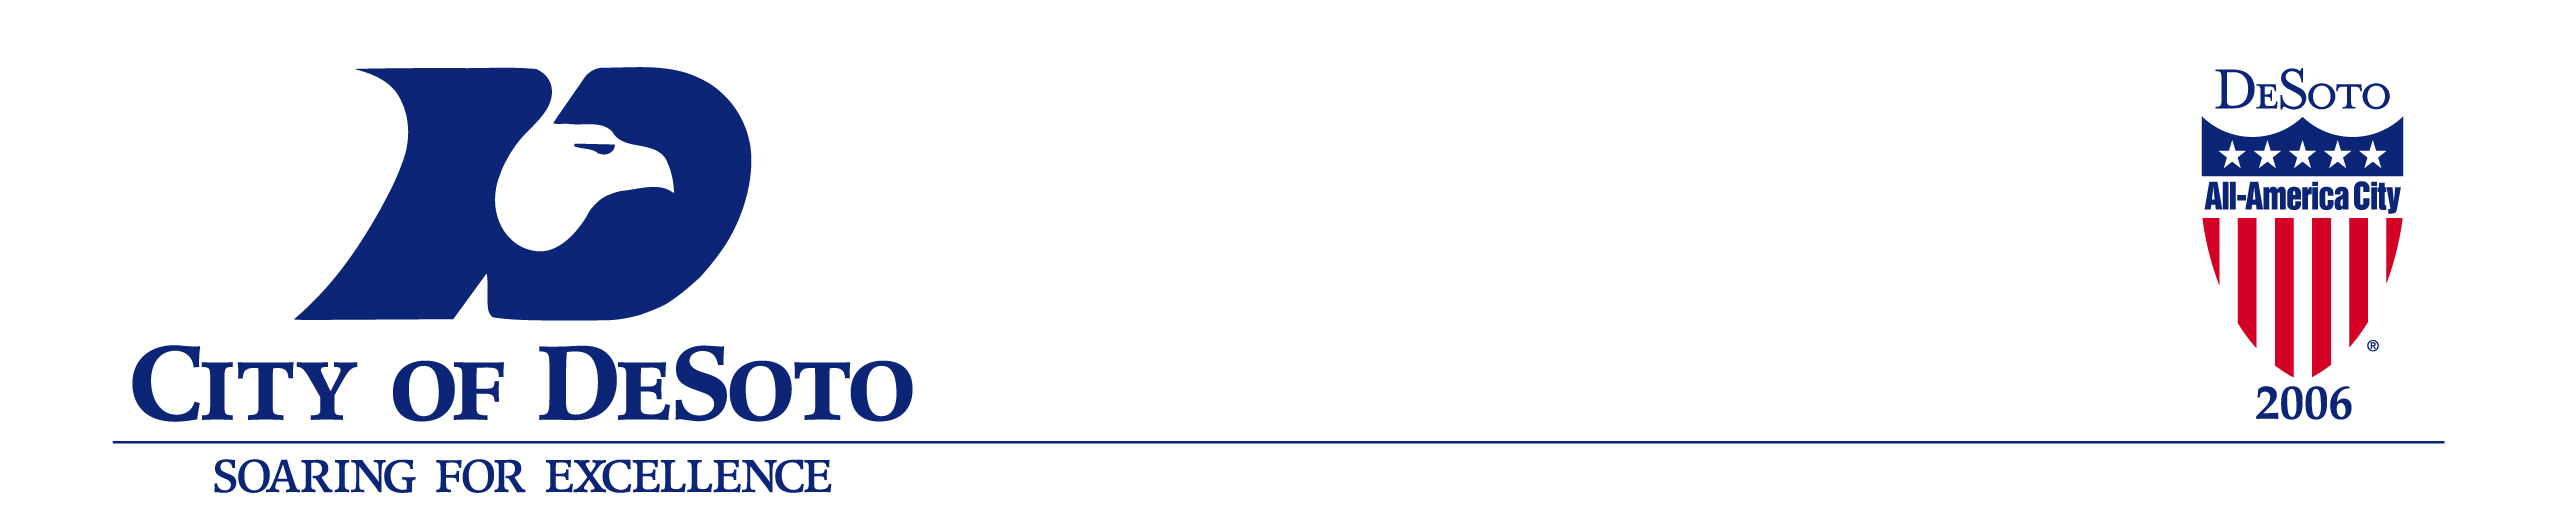 CITY OF DESOTO
SOARING FOR EXCELLENCE
DESOTO
All-America City
®
2006